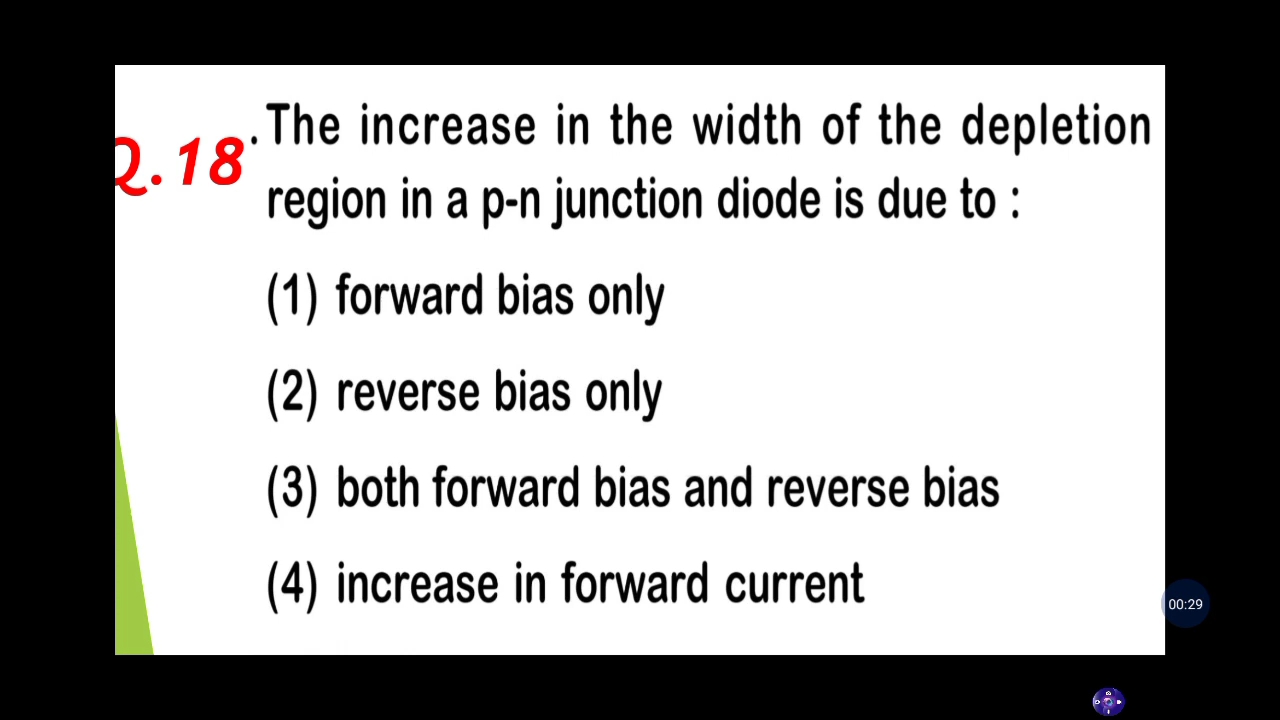 Q.18
. The increase in the width of the depletion
region in a p-n junction diode is due to :
(1) forward bias only
(2) reverse bias only
(3) both forward bias and reverse bias
(4) increase in forward current
00:29